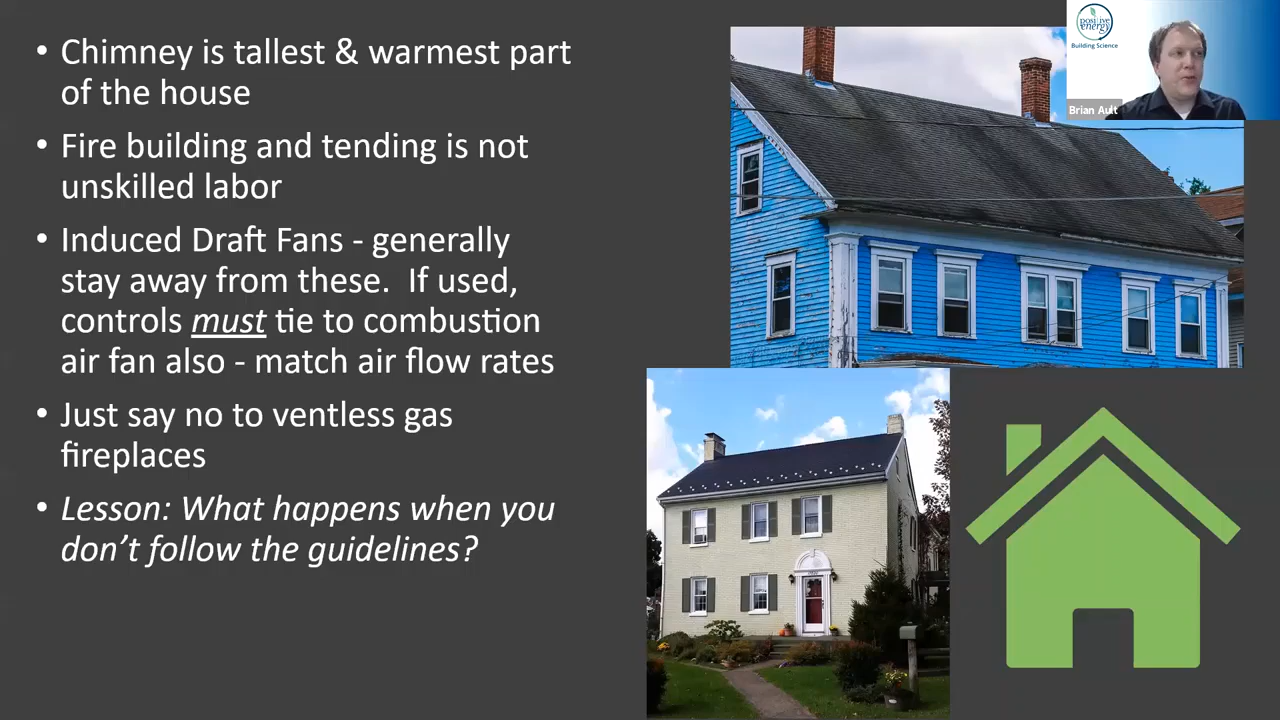 • Chimney is tallest & warmest part
of the house
• Fire building and tending is not
unskilled labor
• Induced Draft Fans - generally
stay away from these.  If used,
controls must tie to combustion
air fan also - match air flow rates
• Just say no to ventless gas
fireplaces
• Lesson: What happens when you
don’t follow the guidelines?
positive
energy
Building Science
Brian Ault